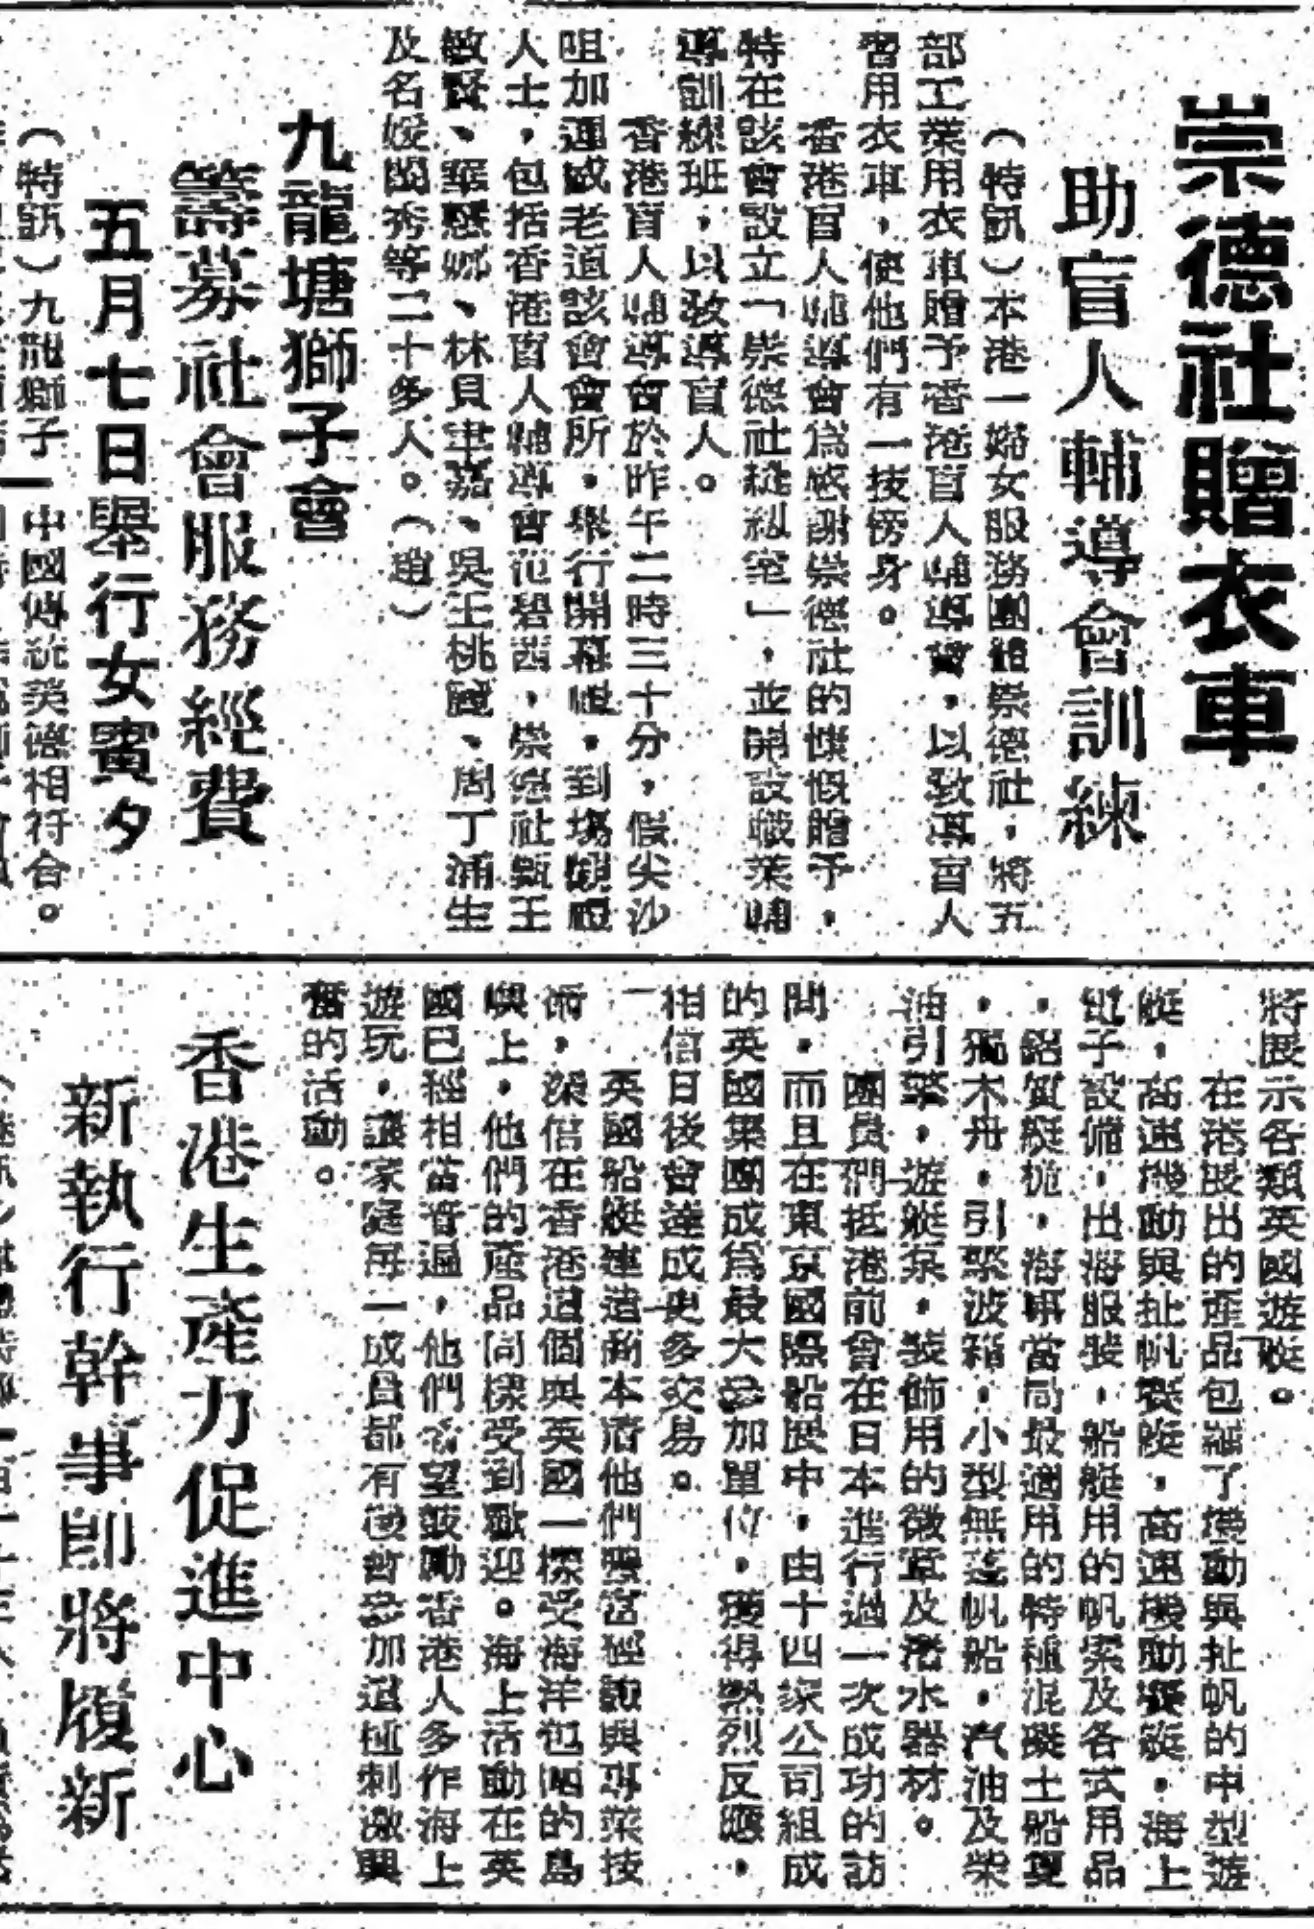 崇德社贈衣車
助盲人輔導會訓練
（特訊）本港一婦女服務團體崇德社，將五
部工業用衣車贈予香港盲人輔導會，以教導盲人
習用衣車，使他們有一技傍身。
香港盲人輔導會為感謝崇德社的慷慨贈予，
特在該會設立「崇德社縫紉室」，並開設職業輔
導訓練班，以教導盲人。
香港盲人輔導會於昨午二時三十分，假尖沙
咀加連威老道該會會所，舉行開幕禮，到場觀禮
人士，包括香港盲人輔導會范碧茜，崇德社甄王
敏賢、林貝聿嘉、吳王桃、周丁浦生
及名媛閨秀等二十多人。（趙）
九龍塘獅子會
籌募社會服務經費
五月七日舉行女賓夕
（特訊）九龍獅子—中國傳統美德相符合。
將展示各類英國遊艇。
在港展出的產品包羅了機動與扯帆的中型遊
艇，高速機動與扯帆賽艇，高速機動艇，海上
電子設備，出海服裝，船艇用的帆索及各式用品
，鋁質艇桅，海事當局最適用的特種混凝土船隻
，獨木舟，引擎波箱，小型無蓬帆船，汽油及柴
油引擎，遊艇泵，裝飾用的徽章及潛水器材。
團員們抵港前曾在日本進行過一次成功的訪
問，而且在東京國際船展中，由十四家公司組成
的英國集團成為最大參加單位，獲得熱烈反應，
相信日後會達成更多交易。
英國船艇建造商本着他們豐富經驗與專業技
術，深信在香港這個與英國一樣受海洋包圍的島
嶼上，他們的產品同樣受到歡迎。海上活動在英
國已經相當普遍，他們希望鼓勵香港人多作海上
遊玩，讓家庭每一成員都有機會參加這種刺激興
奮的活動。
香港生產力促進中心
新執行幹事即將履新